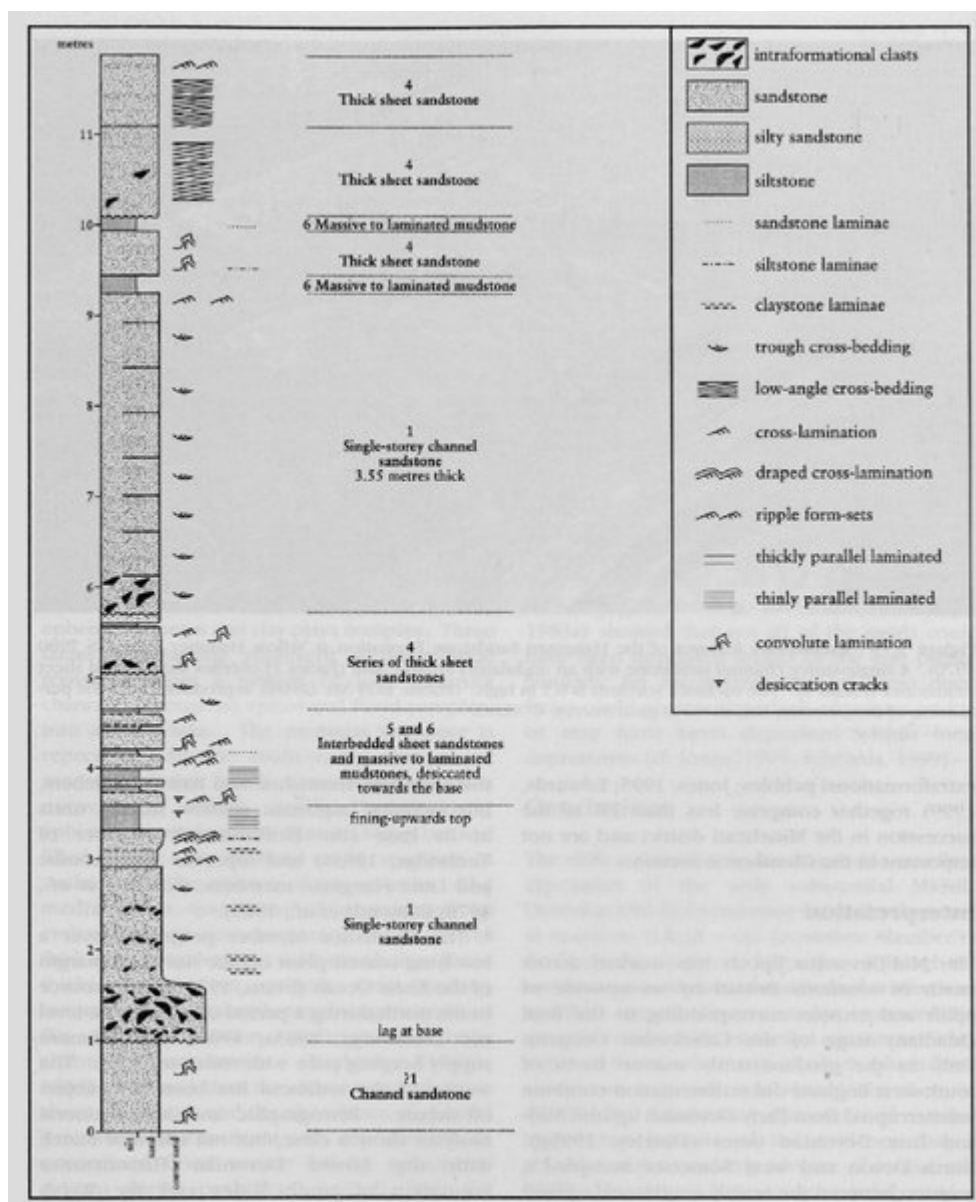 metres
11
10
9
8
7
6
5
3
2
1
0
4
Thick sheet sandstone
4
Thick sheet sandstone
6 Massive to laminated mudstone
4
Thick sheet sandstone
6 Massive to laminated mudstone
1
Single-storey channel
sandstone
3.55 metres thick
4
Series of thick sheet
sandstones
5 and 6
Interbedded sheet sandstones
and massive to laminated
mudstones, desiccated
towards the base
fining-upwards top
1
Single-storey channel
sandstone
lag at base
?1
Channel sandstone
intraformational clasts
sandstone
silty sandstone
siltstone
sandstone laminae
siltstone laminae
claystone laminae
trough cross-bedding
low-angle cross-bedding
cross-lamination
draped cross-lamination
ripple form-sets
thickly parallel laminated
thinly parallel laminated
convolute lamination
desiccation cracks